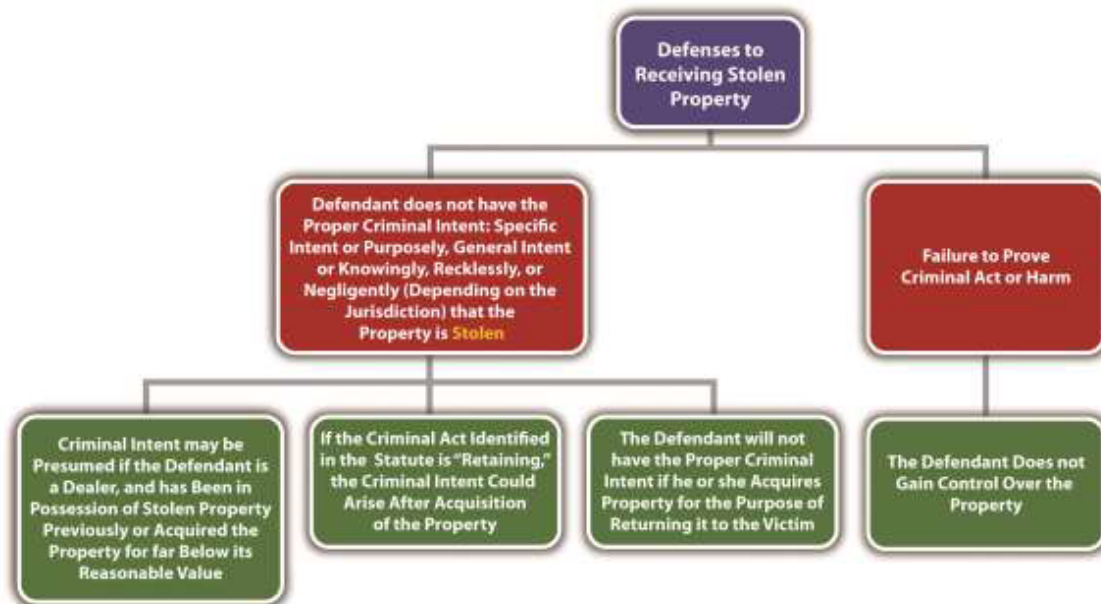 Defenses to
Receiving Stolen
Property
Defendant does not have the
Proper Criminal Intent: Specific
Intent or Purposely, General Intent
or Knowingly, Recklessly, or
Negligently (Depending on the
Jurisdiction) that the
Property is Stolen
Failure to Prove
Criminal Act or Harm
Criminal Intent may be
Presumed if the Defendant is
a Dealer, and has Been in
Possession of Stolen Property
Previously or Acquired the
Property for far Below its
Reasonable Value
If the Criminal Act Identified
in the Statute is “Retaining,”
the Criminal Intent Could
Arise After Acquisition
of the Property
The Defendant will not
have the Proper Criminal
Intent if he or she Acquires
Property for the Purpose of
Returning it to the Victim
The Defendant Does not
Gain Control Over the
Property